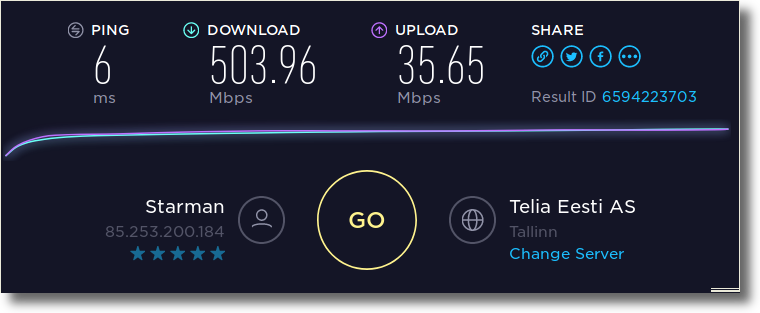 PING DOWNLOAD UPLOAD SHARE
6 503.96 35.65
ms Mbps Mbps Result ID 6594223703
Starman GO Telia Eesti AS
85.253.200.184 Tallinn
Change Server